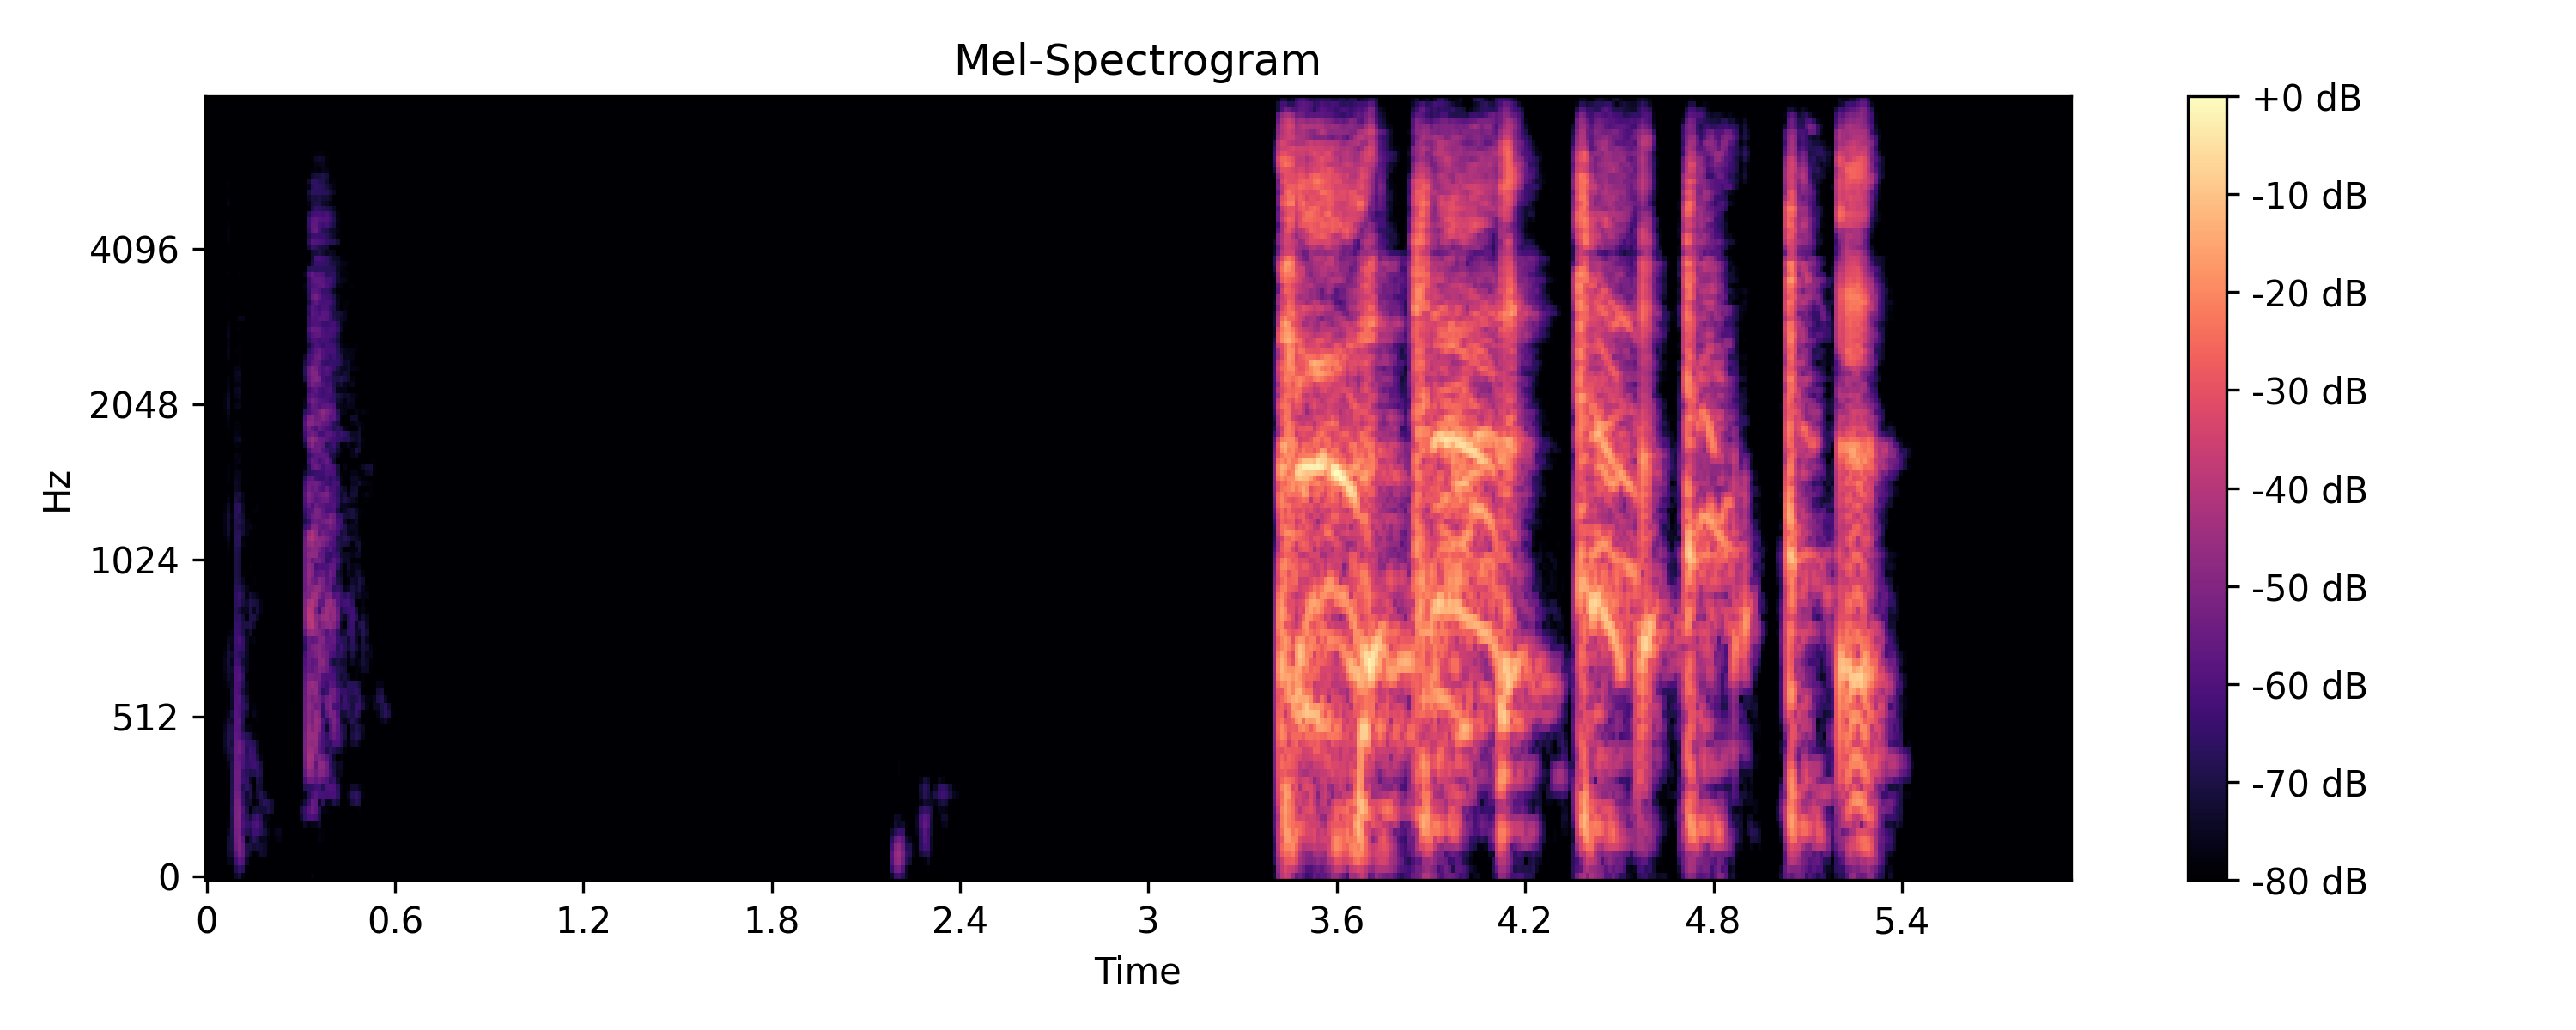 Mel-Spectrogram
+0 dB
-10 dB
-20 dB
-30 dB
-40 dB
-50 dB
-60 dB
-70 dB
-80 dB
Hz
4096
2048
1024
512
0
0 0.6 1.2 1.8 2.4 3 3.6 4.2 4.8 5.4
Time